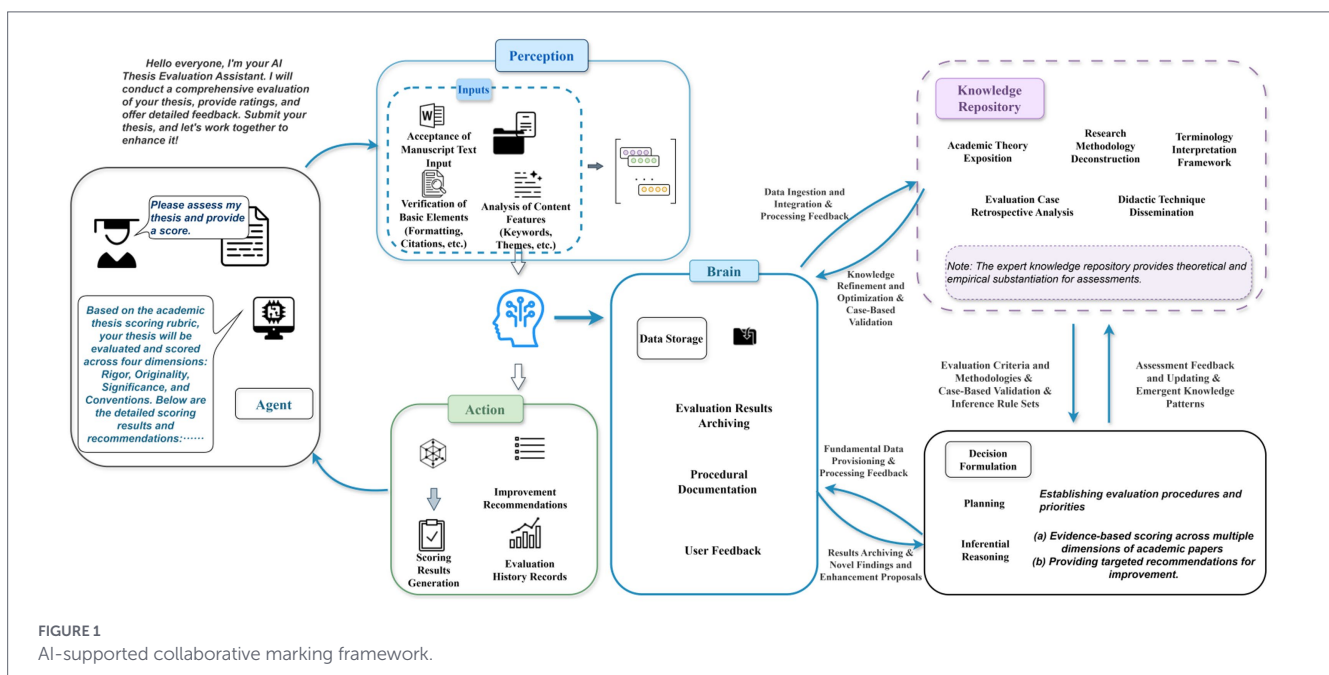 Hello everyone, I'm your AI
Thesis Evaluation Assistant. I will
conduct a comprehensive evaluation
of your thesis, provide ratings, and
offer detailed feedback. Submit your
thesis, and let's work together to
enhance it!
Please assess my
thesis and provide
a score.
Based on the academic
thesis scoring rubric,
your thesis will be
evaluated and scored
across four dimensions:
Rigor, Originality,
Significance, and
Conventions. Below are
the detailed scoring
results and
recommendations:······
Agent
Perception
Inputs
W
Acceptance of
Manuscript Text
Input
Verification of
Basic Elements
(Formatting,
Citations, etc.)
Analysis of Content
Features
(Keywords,
Themes, etc.)
. . .
Action
Improvement
Recommendations
Scoring
Results
Generation
Evaluation
History Records
Brain
Data Storage
Evaluation Results
Archiving
Procedural
Documentation
User Feedback
Data Ingestion and
Integration &
Processing Feedback
Knowledge
Refinement and
Optimization &
Case-Based
Validation
Knowledge
Repository
Academic Theory
Exposition
Research
Methodology
Deconstruction
Terminology
Interpretation
Framework
Evaluation Case
Retrospective Analysis
Didactic Technique
Dissemination
Note: The expert knowledge repository provides theoretical and
empirical substantiation for assessments.
Evaluation Criteria and
Methodologies &
Case-Based Validation &
Inference Rule Sets
Assessment Feedback
and Updating &
Emergent Knowledge
Patterns
Fundamental Data
Provisioning &
Processing Feedback
Results Archiving &
Novel Findings and
Enhancement Proposals
Decision
Formulation
Planning
Establishing evaluation procedures and
priorities
Inferential
Reasoning
(a) Evidence-based scoring across multiple
dimensions of academic papers
(b) Providing targeted recommendations for
improvement.
FIGURE 1
AI-supported collaborative marking framework.